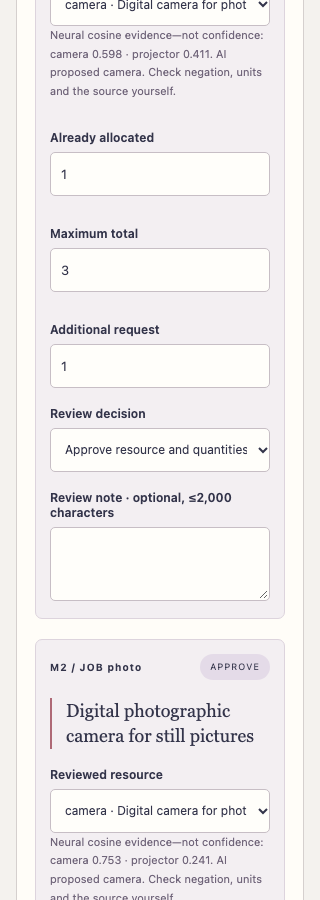 camera · Digital camera for phot
Neural cosine evidence—not confidence:
camera 0.598 · projector 0.411. AI
proposed camera. Check negation, units
and the source yourself.
Already allocated
1
Maximum total
3
Additional request
1
Review decision
Approve resource and quantities
Review note · optional, ≤2,000
characters
M2 / JOB photo
APPROVE
Digital photographic
camera for still pictures
Reviewed resource
camera · Digital camera for phot
Neural cosine evidence—not confidence:
camera 0.753 · projector 0.241. AI
proposed camera. Check negation, units
and the source yourself.